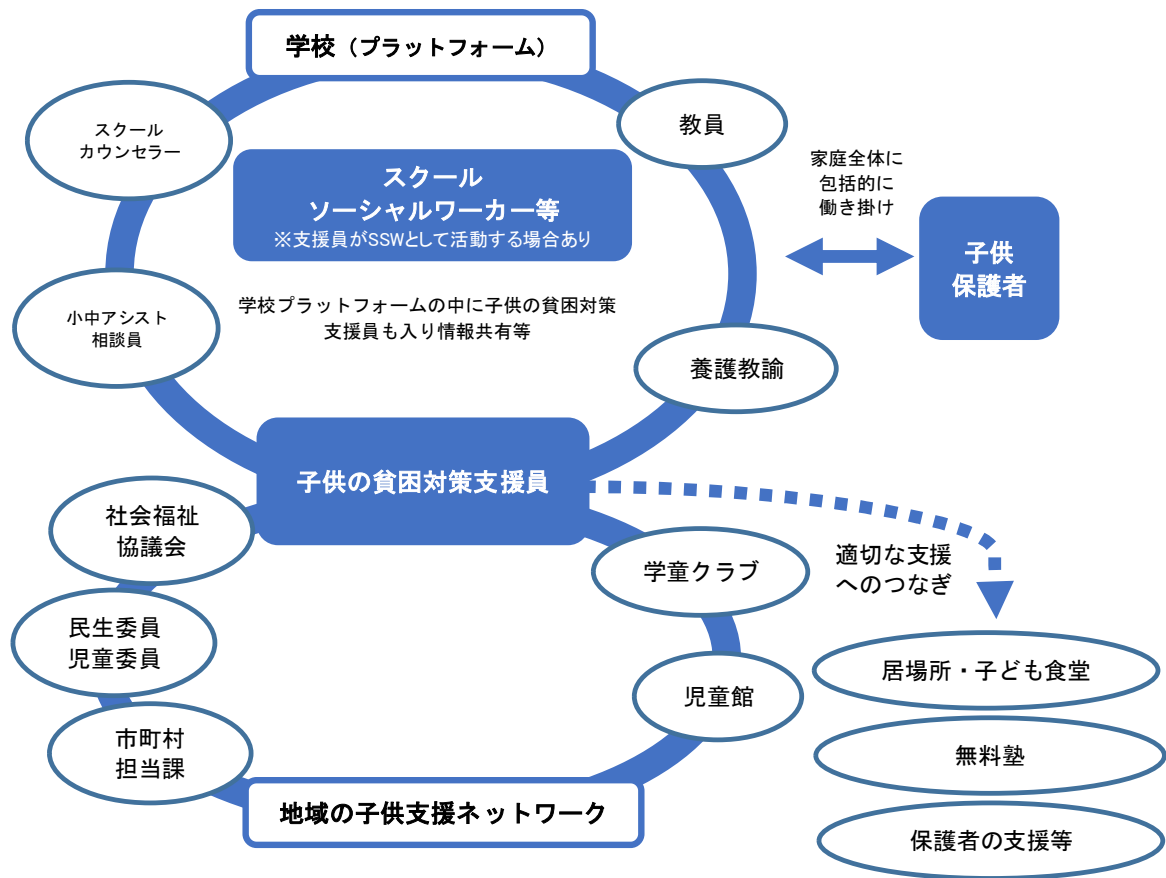 学校（プラットフォーム）
スクール
カウンセラー
教員
スクール
ソーシャルワーカー等
※支援員がSSWとして活動する場合あり
家庭全体に
包括的に
働き掛け
子供
保護者
小中アシスト
相談員
学校プラットフォームの中に子供の貧困対策
支援員も入り情報共有等
養護教諭
子供の貧困対策支援員
社会福祉
協議会
学童クラブ
適切な支援
へのつなぎ
民生委員
児童委員
児童館
居場所・子ども食堂
市町村
担当課
無料塾
地域の子供支援ネットワーク
保護者の支援等